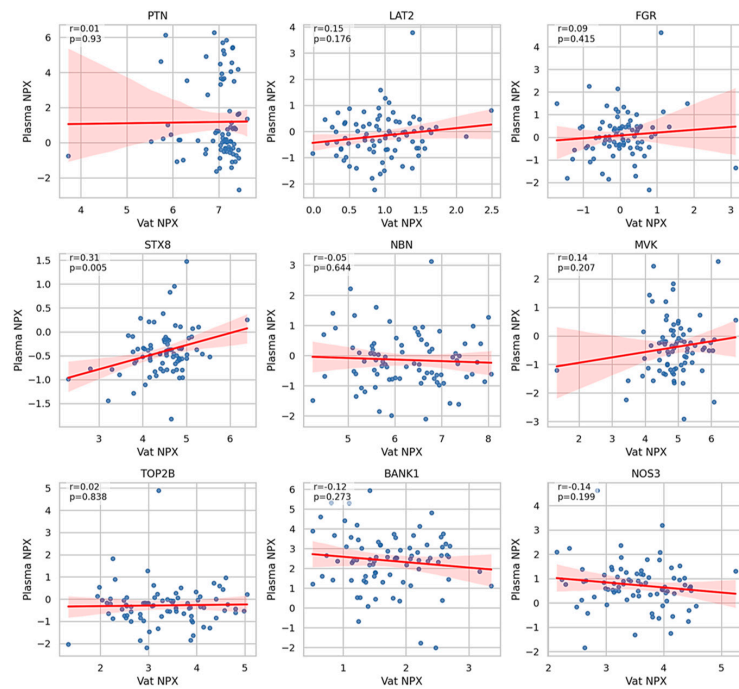 PTN
r=0.01
p=0.93
6
4
2
0
−2
Plasma NPX
4 5 6 7
Vat NPX
LAT2
r=0.15
p=0.176
4
3
2
1
0
−1
−2
Plasma NPX
0.0 0.5 1.0 1.5 2.0 2.5
Vat NPX
FGR
r=0.09
p=0.415
4
3
2
1
0
−1
−2
Plasma NPX
−1 0 1 2 3
Vat NPX
STX8
r=0.31
p=0.005
1.5
1.0
0.5
0.0
−0.5
−1.0
−1.5
Plasma NPX
3 4 5 6
Vat NPX
NBN
r=-0.05
p=0.644
3
2
1
0
−1
−2
Plasma NPX
5 6 7 8
Vat NPX
MVK
r=0.14
p=0.207
2
1
0
−1
−2
−3
Plasma NPX
2 3 4 5 6
Vat NPX
TOP2B
r=0.02
p=0.838
5
4
3
2
1
0
−1
−2
Plasma NPX
2 3 4 5
Vat NPX
BANK1
r=-0.12
p=0.273
6
5
4
3
2
1
0
−1
−2
Plasma NPX
1 2 3
Vat NPX
NOS3
r=-0.14
p=0.199
4
3
2
1
0
−1
−2
Plasma NPX
2 3 4 5
Vat NPX